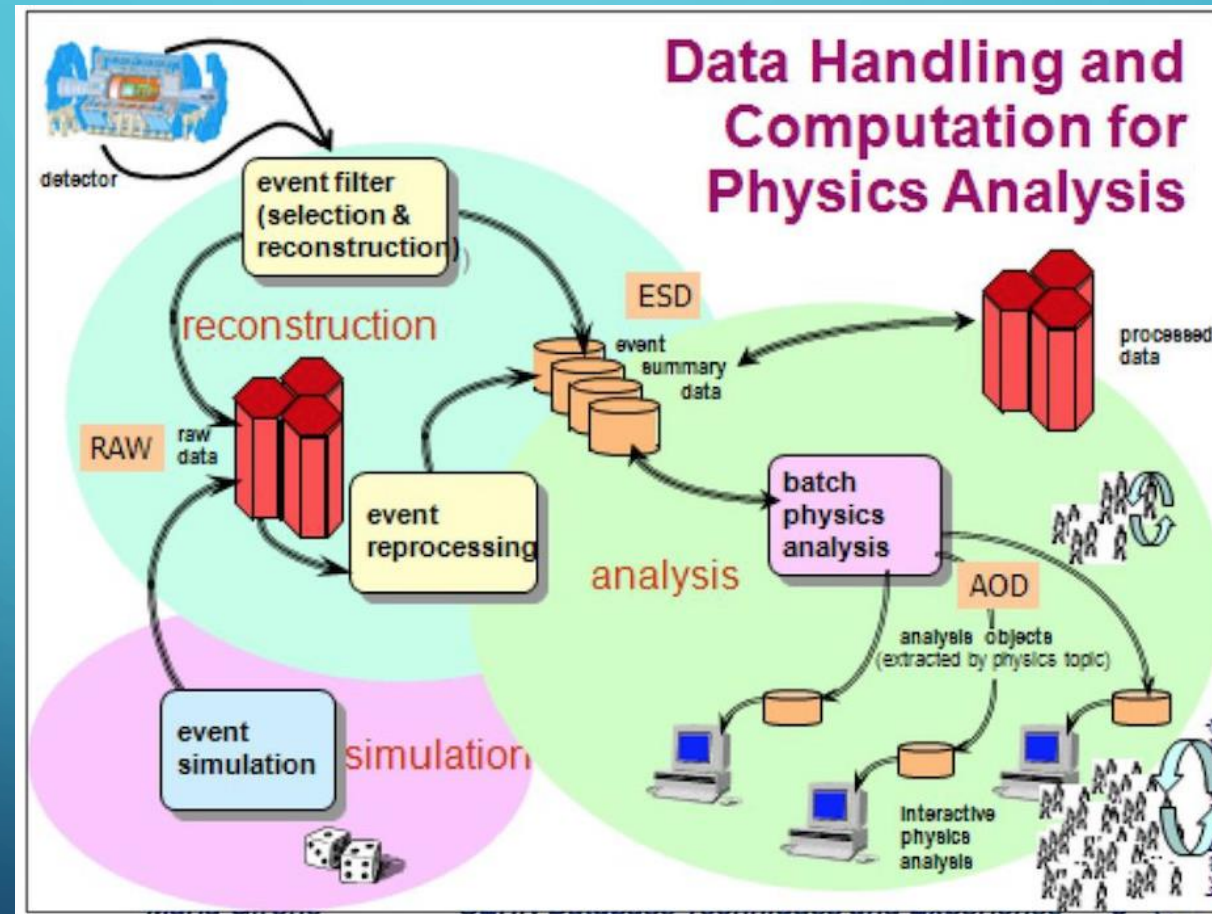 Data Handling and
Computation for
Physics Analysis
detector
event filter
(selection &
reconstruction)
)
reconstruction
ESD
event
summary
data
processed
data
RAW
raw
data
event
reprocessing
batch
physics
analysis
analysis
AOD
analysis objects
(extracted by physics topic)
event
simulation
simulation
interactive
physics
analysis